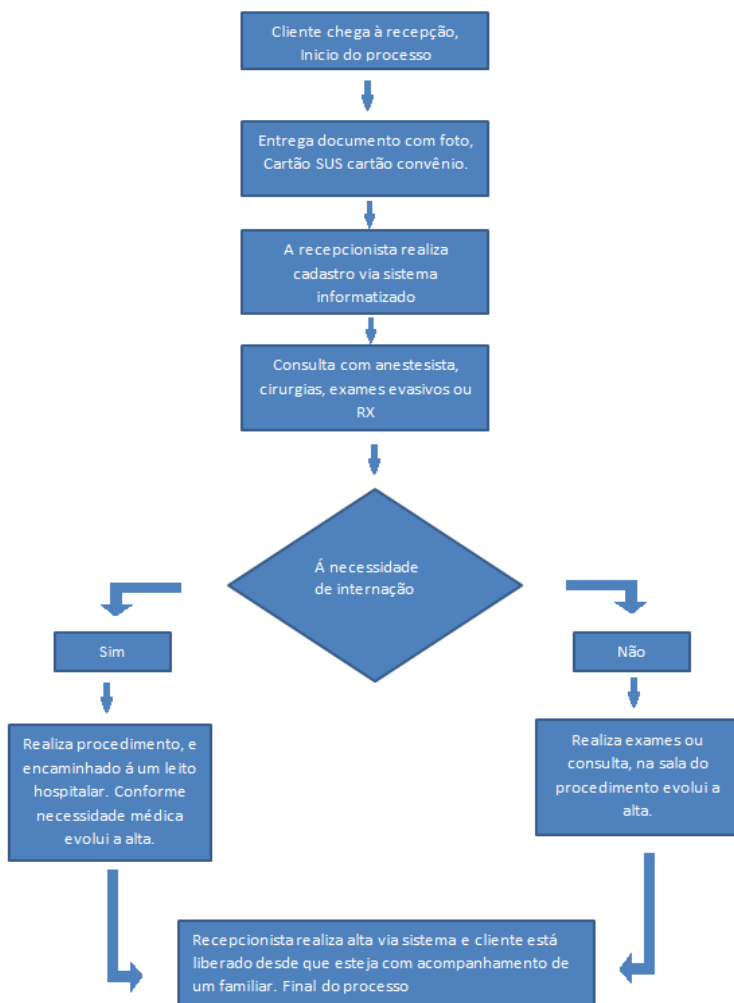 Cliente chega à recepção,
Inicio do processo
Entrega documento com foto,
Cartão SUS cartão convênio.
A recepcionista realiza
cadastro via sistema
informatizado
Consulta com anestesista,
cirurgias, exames evasivos ou
RX
Á necessidade
de internação
Sim
Não
Realiza procedimento, e
encaminhado á um leito
hospitalar. Conforme
necessidade médica
evolui a alta.
Realiza exames ou
consulta, na sala do
procedimento evolui a
alta.
Recepcionista realiza alta via sistema e cliente está
liberado desde que esteja com acompanhamento de
um familiar. Final do processo